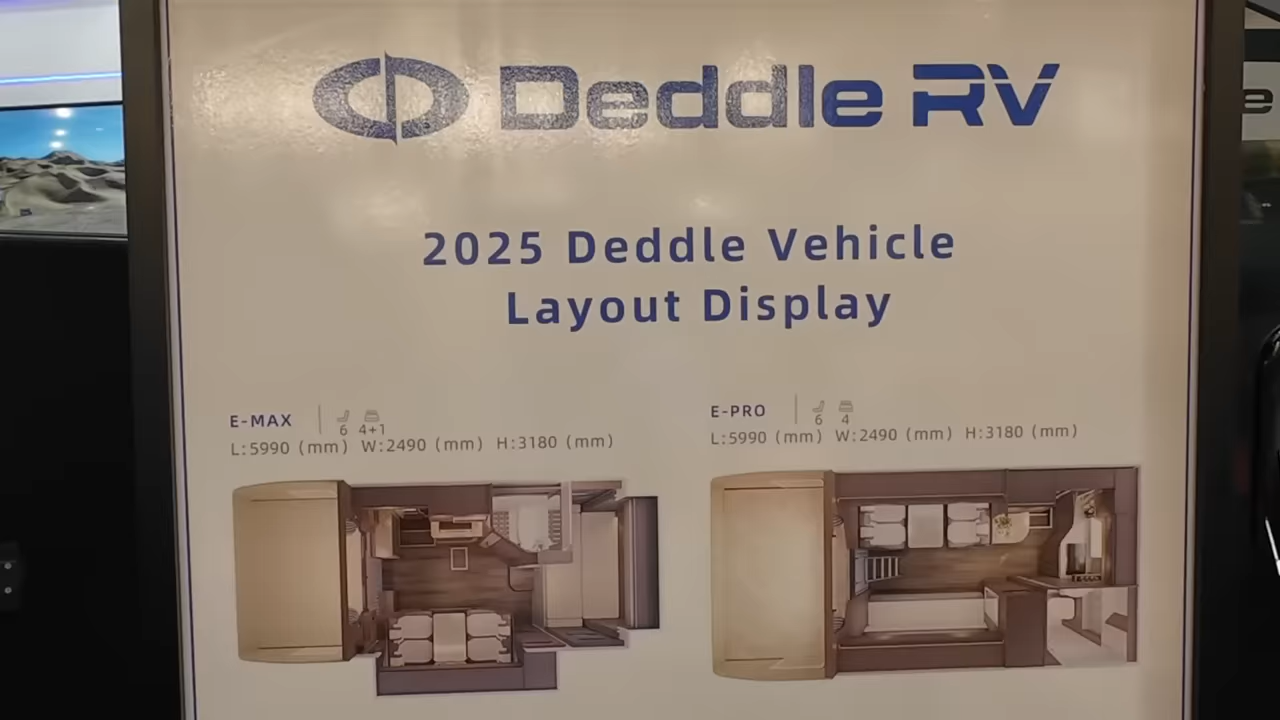 Deddle RV
e
2025 Deddle Vehicle
Layout Display
E-MAX 6 4+1
L:5990 (mm) W:2490 (mm) H:3180 (mm)
E-PRO 6 4
L:5990 (mm) W:2490 (mm) H:3180 (mm)